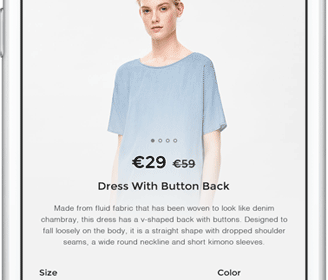 €29 €59
Dress With Button Back
Made from fluid fabric that has been woven to look like denim
chambray, this dress has a v-shaped back with buttons. Designed to
fall loosely on the body, it is a straight shape with dropped shoulder
seams, a wide round neckline and short kimono sleeves.
Size Color